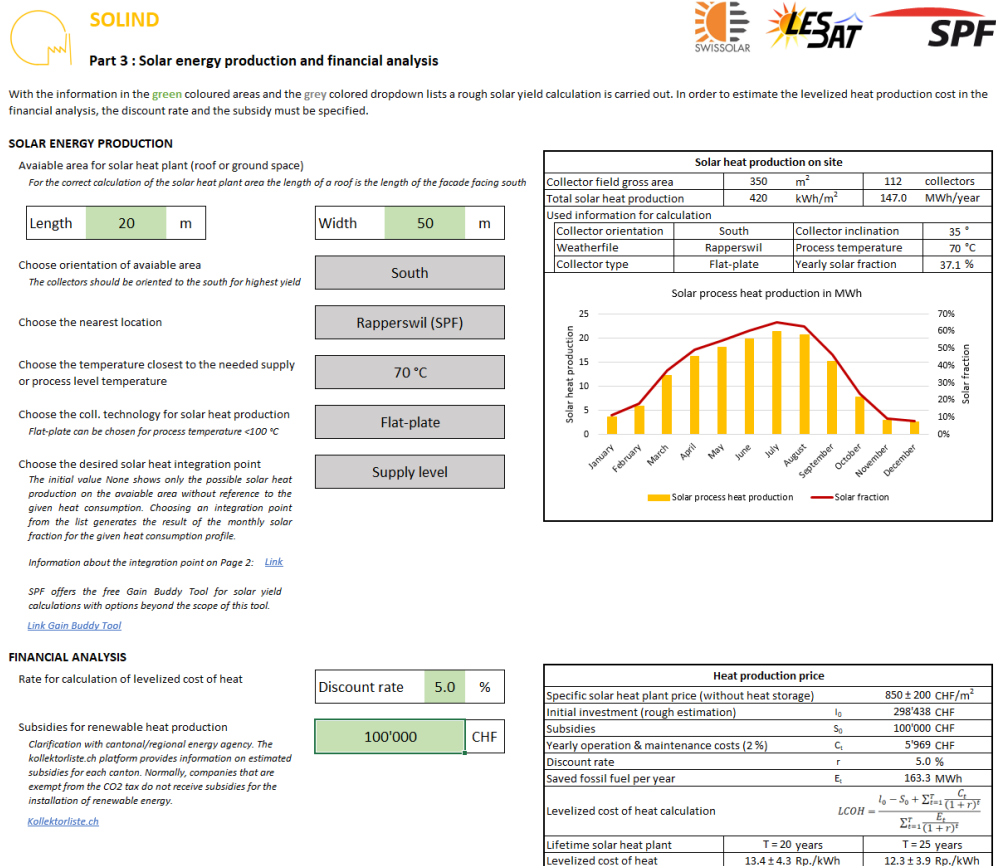 SOLIND
SWISSOLAR
LESBAT
SPF
Part 3 : Solar energy production and financial analysis
With the information in the green coloured areas and the grey colored dropdown lists a rough solar yield calculation is carried out. In order to estimate the levelized heat production cost in the
financial analysis, the discount rate and the subsidy must be specified.
SOLAR ENERGY PRODUCTION
Avaiable area for solar heat plant (roof or ground space)
For the correct calculation of the solar heat plant area the length of a roof is the length of the facade facing south
Length 20 m
Width 50 m
Choose orientation of avaiable area
The collectors should be oriented to the south for highest yield
South
Choose the nearest location
Rapperswil (SPF)
Choose the temperature closest to the needed supply
or process level temperature
70 °C
Choose the coll. technology for solar heat production
Flat-plate can be chosen for process temperature <100 °C
Flat-plate
Choose the desired solar heat integration point
The initial value None shows only the possible solar heat
production on the avaiable area without reference to the
given heat consumption. Choosing an integration point
from the list generates the result of the monthly solar
fraction for the given heat consumption profile.
Supply level
Information about the integration point on Page 2: Link
SPF offers the free Gain Buddy Tool for solar yield
calculations with options beyond the scope of this tool.
Link Gain Buddy Tool
Solar heat production on site
Collector field gross area 350 m² 112 collectors
Total solar heat production 420 kWh/m² 147.0 MWh/year
Used information for calculation
Collector orientation South Collector inclination 35 °
Weatherfile Rapperswil Process temperature 70 °C
Collector type Flat-plate Yearly solar fraction 37.1 %
Solar process heat production in MWh
Solar heat production
25
20
15
10
5
0
70%
60%
50%
40%
30%
20%
10%
0%
Solar fraction
January February March April May June July August September October November December
Solar process heat production Solar fraction
FINANCIAL ANALYSIS
Rate for calculation of levelized cost of heat
Discount rate 5.0 %
Subsidies for renewable heat production
Clarification with cantonal/regional energy agency. The
kollektorliste.ch platform provides information on estimated
subsidies for each canton. Normally, companies that are
exempt from the CO2 tax do not receive subsidies for the
installation of renewable energy.
100'000 CHF
Kollektorliste.ch
Heat production price
Specific solar heat plant price (without heat storage) 850 ± 200 CHF/m²
Initial investment (rough estimation) I₀ 298'438 CHF
Subsidies S₀ 100'000 CHF
Yearly operation & maintenance costs (2 %) Cₜ 5'969 CHF
Discount rate r 5.0 %
Saved fossil fuel per year Eₜ 163.3 MWh
Levelized cost of heat calculation LCOH = (I₀ − S₀ + Σᵀₜ₌₁ Cₜ/(1 + r)ᵗ) / (Σᵀₜ₌₁ Eₜ/(1 + r)ᵗ)
Lifetime solar heat plant T = 20 years T = 25 years
Levelized cost of heat 13.4 ± 4.3 Rp./kWh 12.3 ± 3.9 Rp./kWh